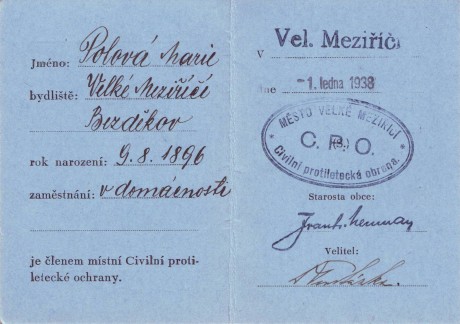 Jméno: Polová Marie
bydliště: Velké Meziříčí
Bezděkov
rok narození: 9.8.1896
zaměstnání: v domácnosti
je členem místní Civilní proti-
letecké ochrany.
V Vel. Meziříčí
dne -1. ledna 1938
MĚSTO VELKÉ MEZIŘÍČÍ
C. P. O.
Civilní protiletecká obrana.
Starosta obce:
Velitel: